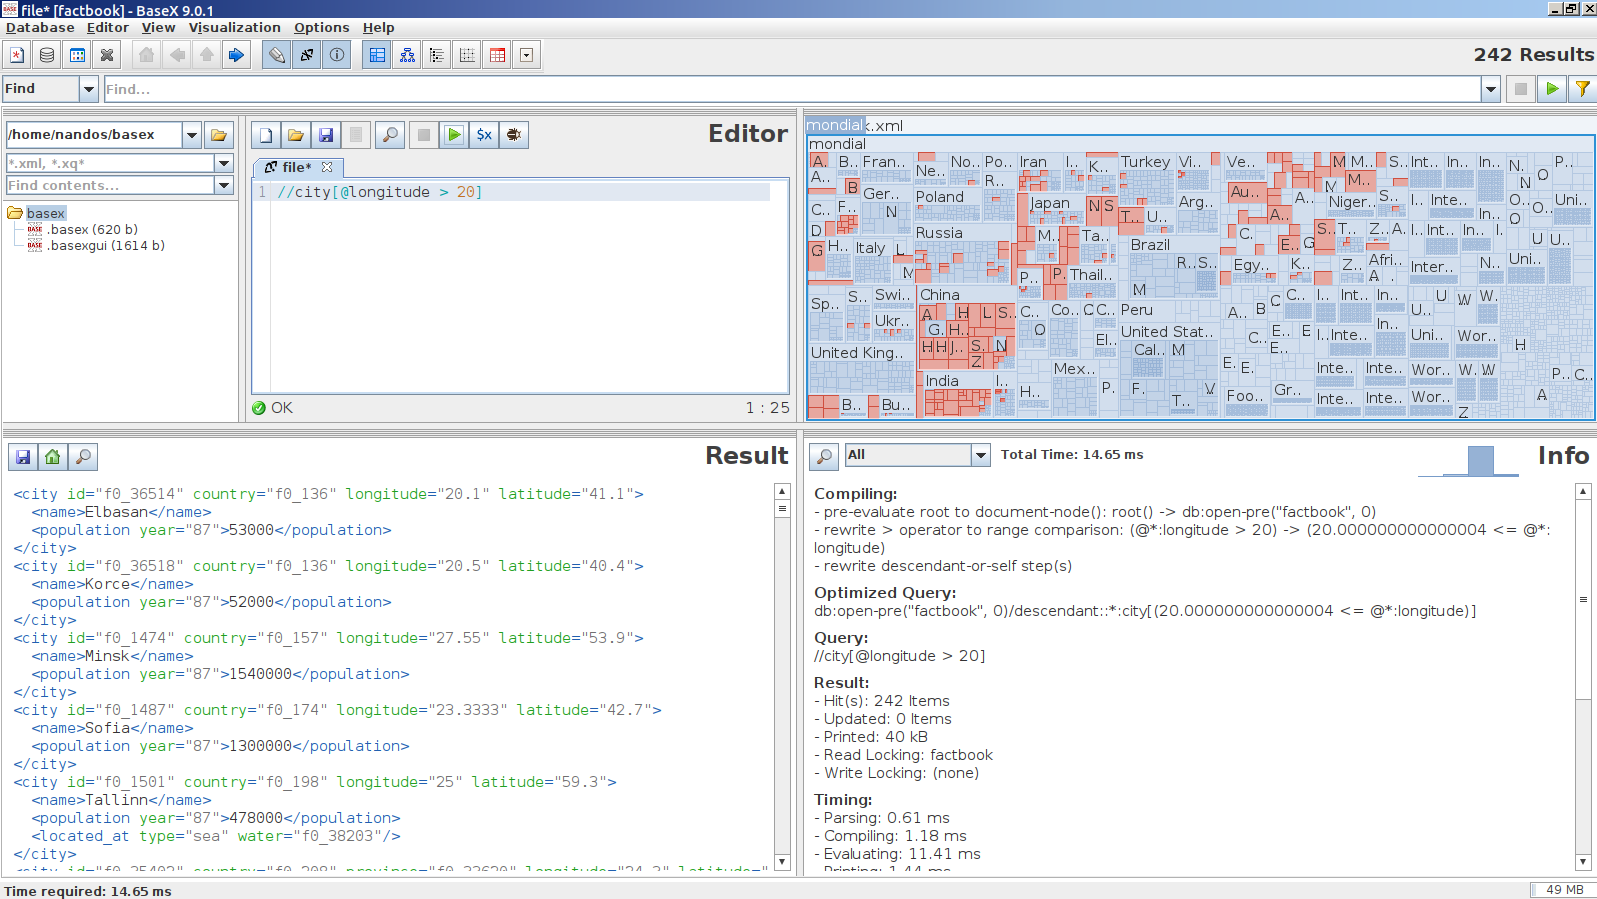 file* [factbook] - BaseX 9.0.1
Database Editor View Visualization Options Help
242 Results
Find
Find...
/home/nandos/basex
*.xml, *.xq*
Find contents...
basex
.basex (620 b)
.basexgui (1614 b)
Editor
$x
file*
1 //city[@longitude > 20]
OK
1 : 25
mondial
mondial
A.. B.. Fran.. No.. Po.. Iran I.. K.. Turkey Vi.. Ve.. M M.. S.. Int.. In.. In.. N.. P..
Ne.. R.. Au.. N O
Ger.. Poland Japan N S T.. U.. Arg.. A.. Niger.. Inte.. Uni..
Russia Brazil
G H.. Italy L M.. Ta.. E.. G S.. T.. Z.. A..
P.. P.. Thail.. R.. S.. Egy.. K.. Z.. Afri.. Inter.. N.. Uni..
Sp.. S.. Swi.. China C.. Co.. C C.. Peru
Ukr.. United Stat..
United King.. El.. Cal.. M Inte.. Uni.. Wor..
India I.. Mex.. Wor..
B.. Bu.. H.. P.. F.. T.. V Foo.. Gr.. Inte.. Inte.. Wor.. Z
Result
<city id="f0_36514" country="f0_136" longitude="20.1" latitude="41.1">
<name>Elbasan</name>
<population year="87">53000</population>
</city>
<city id="f0_36518" country="f0_136" longitude="20.5" latitude="40.4">
<name>Korce</name>
<population year="87">52000</population>
</city>
<city id="f0_1474" country="f0_157" longitude="27.55" latitude="53.9">
<name>Minsk</name>
<population year="87">1540000</population>
</city>
<city id="f0_1487" country="f0_174" longitude="23.3333" latitude="42.7">
<name>Sofia</name>
<population year="87">1300000</population>
</city>
<city id="f0_1501" country="f0_198" longitude="25" latitude="59.3">
<name>Tallinn</name>
<population year="87">478000</population>
<located_at type="sea" water="f0_38203"/>
</city>
All
Total Time: 14.65 ms
Info
Compiling:
- pre-evaluate root to document-node(): root() -> db:open-pre("factbook", 0)
- rewrite > operator to range comparison: (@*:longitude > 20) -> (20.000000000000004 <= @*:
longitude)
- rewrite descendant-or-self step(s)
Optimized Query:
db:open-pre("factbook", 0)/descendant::*:city[(20.000000000000004 <= @*:longitude)]
Query:
//city[@longitude > 20]
Result:
- Hit(s): 242 Items
- Updated: 0 Items
- Printed: 40 kB
- Read Locking: factbook
- Write Locking: (none)
Timing:
- Parsing: 0.61 ms
- Compiling: 1.18 ms
- Evaluating: 11.41 ms
- Printing: 1.44 ms
Time required: 14.65 ms
49 MB